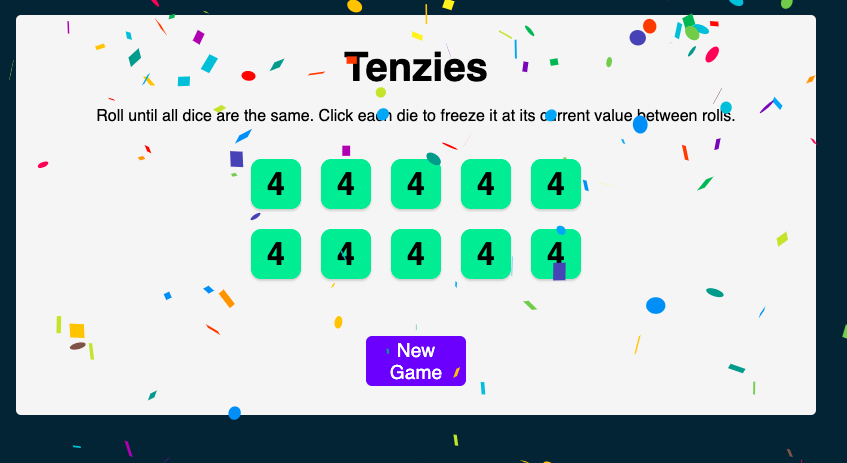 Tenzies
Roll until all dice are the same. Click each die to freeze it at its current value between rolls.
4 4 4 4 4
4 4 4 4 4
New
Game